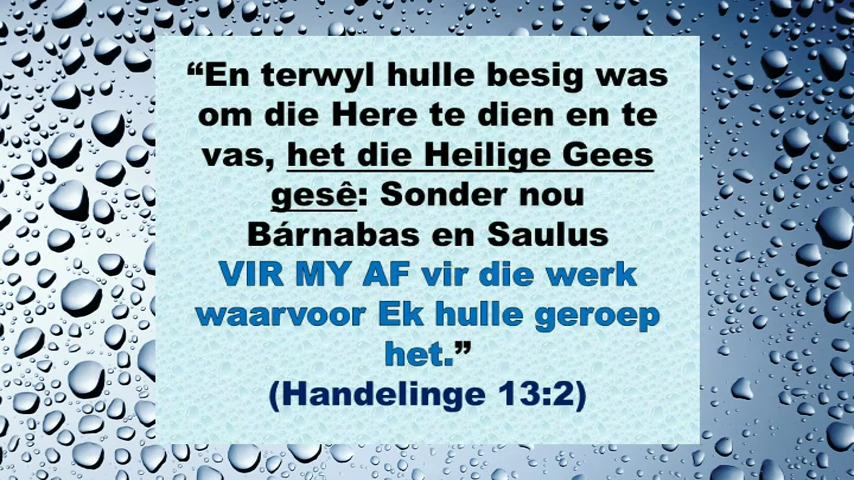 “En terwyl hulle besig was
om die Here te dien en te
vas, het die Heilige Gees
gesê: Sonder nou
Bárnabas en Saulus
VIR MY AF vir die werk
waarvoor Ek hulle geroep
het.”
(Handelinge 13:2)